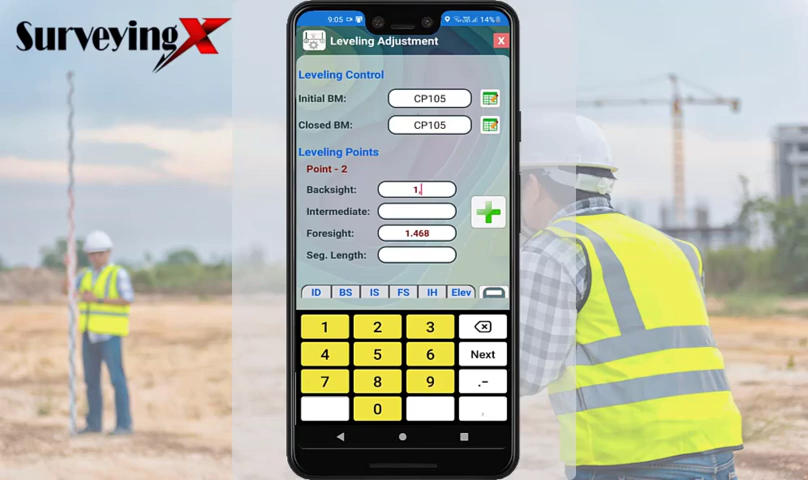 SurveyingX
9:05 14%
Leveling Adjustment X
Leveling Control
Initial BM: CP105
Closed BM: CP105
Leveling Points
Point - 2
Backsight: 1.
Intermediate:
Foresight: 1.468
Seg. Length:
ID BS IS FS IH Elev
1 2 3
4 5 6 Next
7 8 9 .-
0 ,